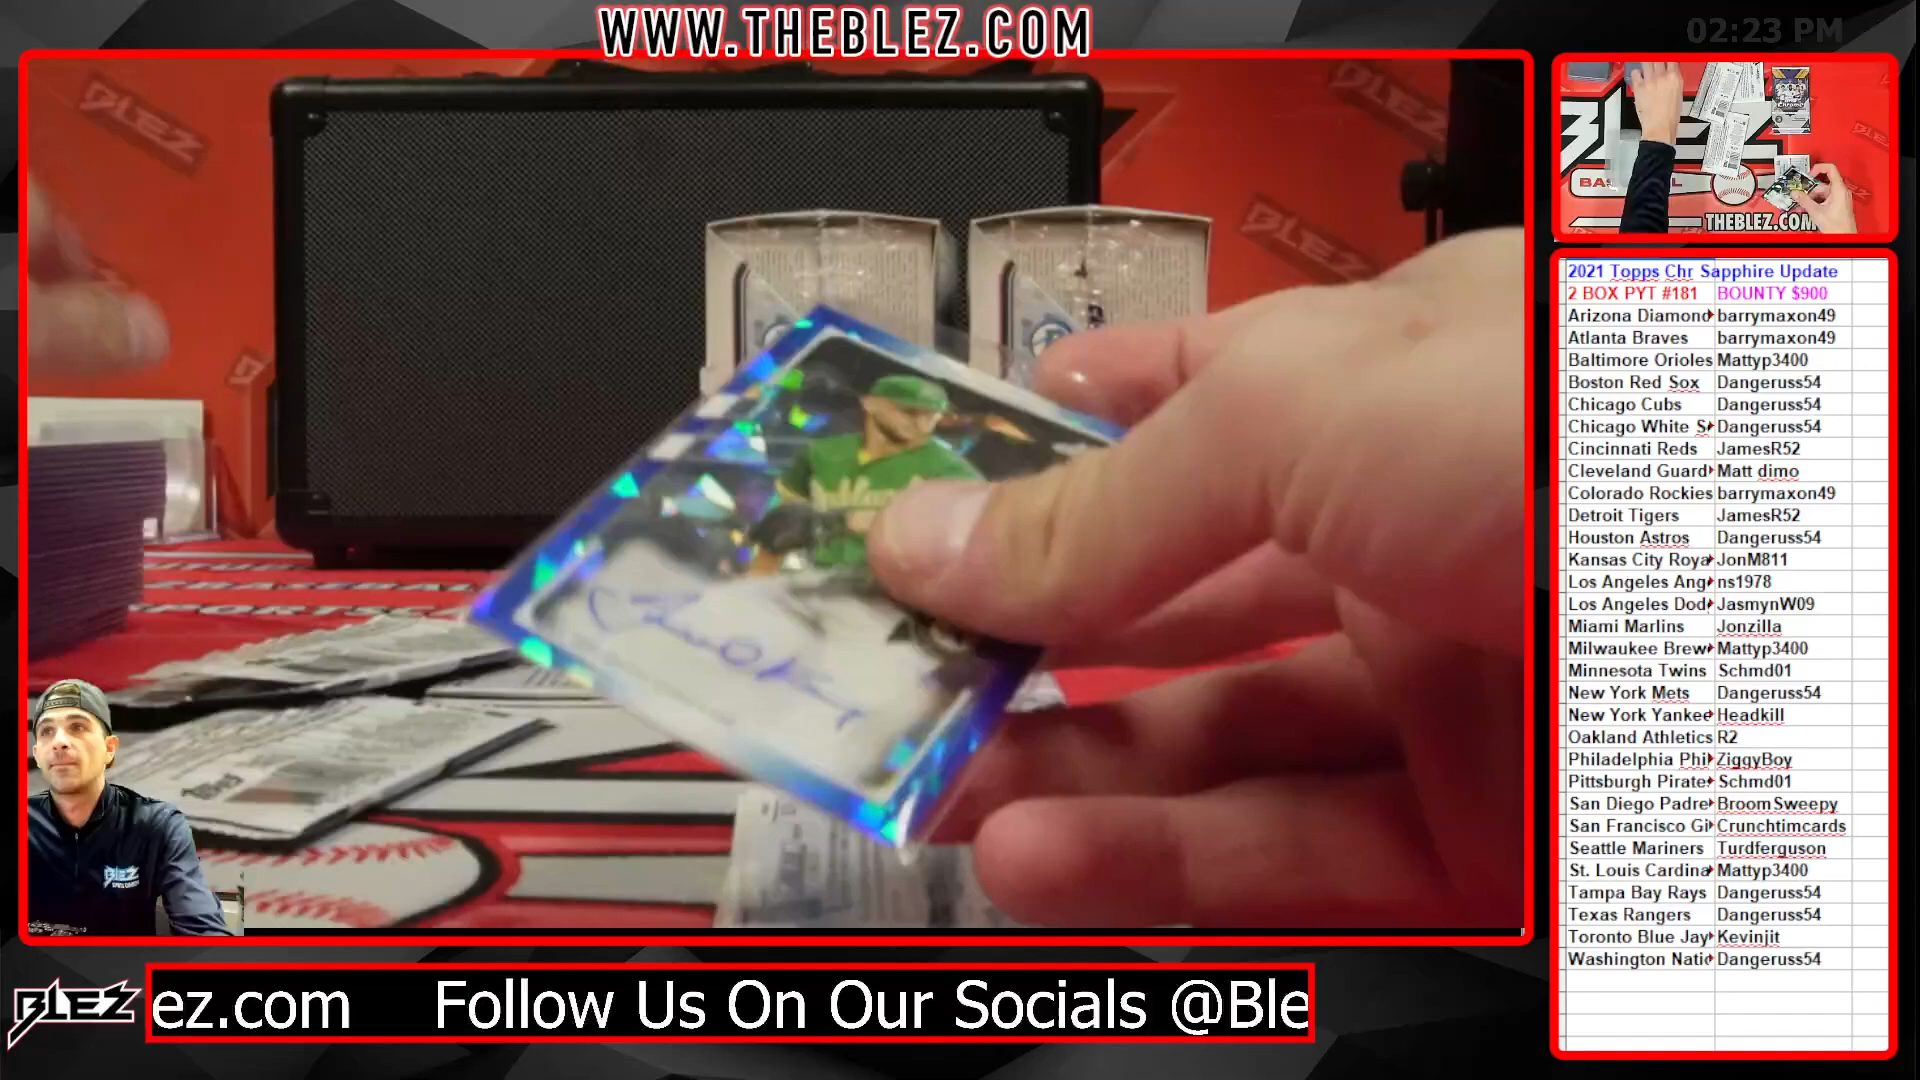 WWW.THEBLEZ.COM
02:23 PM
BLEZ
BLEZ
BLEZ
THEBLEZ.COM
2021 Topps Chr Sapphire Update
2 BOX PYT #181 BOUNTY $900
Arizona Diamond barrymaxon49
Atlanta Braves barrymaxon49
Baltimore Orioles Mattyp3400
Boston Red Sox Dangeruss54
Chicago Cubs Dangeruss54
Chicago White S Dangeruss54
Cincinnati Reds JamesR52
Cleveland Guard Matt dimo
Colorado Rockies barrymaxon49
Detroit Tigers JamesR52
Houston Astros Dangeruss54
Kansas City Roya JonM811
Los Angeles Ang ns1978
Los Angeles Dod JasmynW09
Miami Marlins Jonzilla
Milwaukee Brew Mattyp3400
Minnesota Twins Schmd01
New York Mets Dangeruss54
New York Yankee Headkill
Oakland Athletics R2
Philadelphia Phi ZiggyBoy
Pittsburgh Pirate Schmd01
San Diego Padre BroomSweepy
San Francisco Gi Crunchtimcards
Seattle Mariners Turdferguson
St. Louis Cardina Mattyp3400
Tampa Bay Rays Dangeruss54
Texas Rangers Dangeruss54
Toronto Blue Jay Kevinjit
Washington Natio Dangeruss54
Topps
BLEZ
BLEZ
ez.com Follow Us On Our Socials @Ble